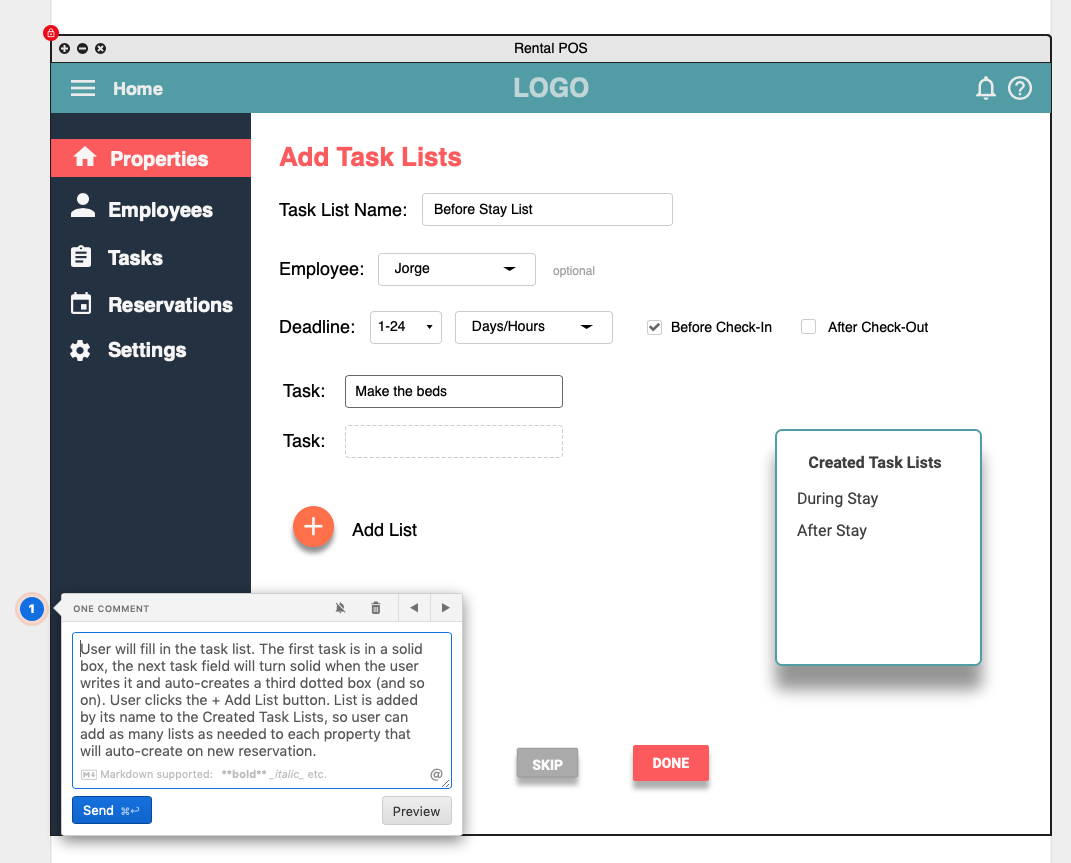 Rental POS
Home
LOGO
Properties
Employees
Tasks
Reservations
Settings
Add Task Lists
Task List Name: Before Stay List
Employee: Jorge optional
Deadline: 1-24 Days/Hours Before Check-In After Check-Out
Task: Make the beds
Task:
Add List
Created Task Lists
During Stay
After Stay
1
ONE COMMENT
User will fill in the task list. The first task is in a solid
box, the next task field will turn solid when the user
writes it and auto-creates a third dotted box (and so
on). User clicks the + Add List button. List is added
by its name to the Created Task Lists, so user can
add as many lists as needed to each property that
will auto-create on new reservation.
Markdown supported: **bold** _italic_ etc. @
Send ⌘↩
Preview
SKIP
DONE